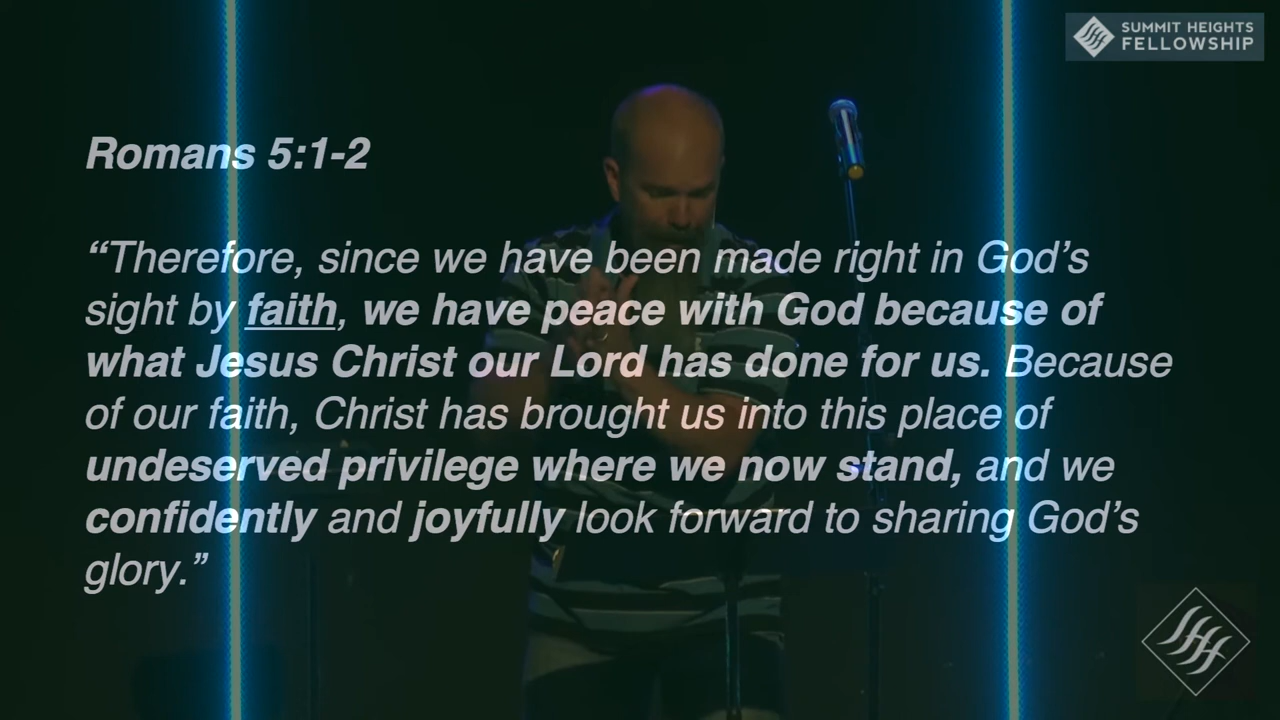 SUMMIT HEIGHTS
FELLOWSHIP
Romans 5:1-2
“Therefore, since we have been made right in God’s
sight by faith, we have peace with God because of
what Jesus Christ our Lord has done for us. Because
of our faith, Christ has brought us into this place of
undeserved privilege where we now stand, and we
confidently and joyfully look forward to sharing God’s
glory.”